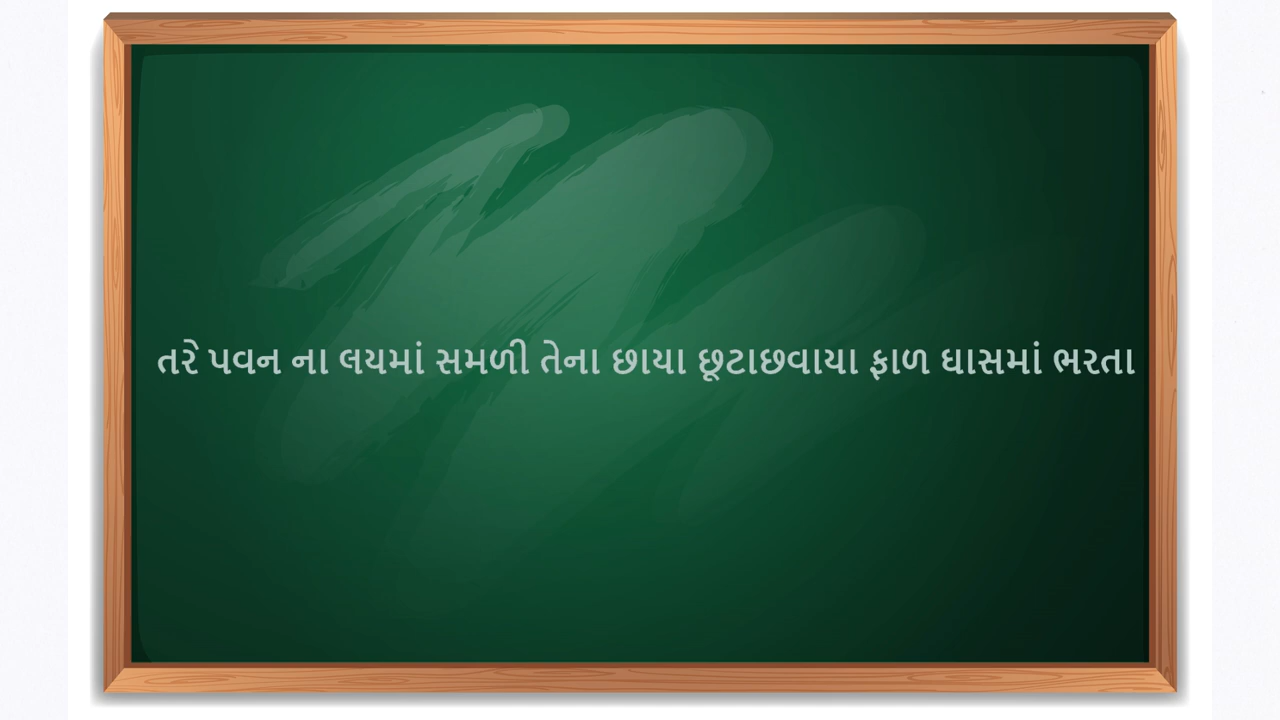 તરે પવન ના લયમાં સમળી તેના છાયા છૂટાછવાયા ફાળ ઘાસમાં ભરતા